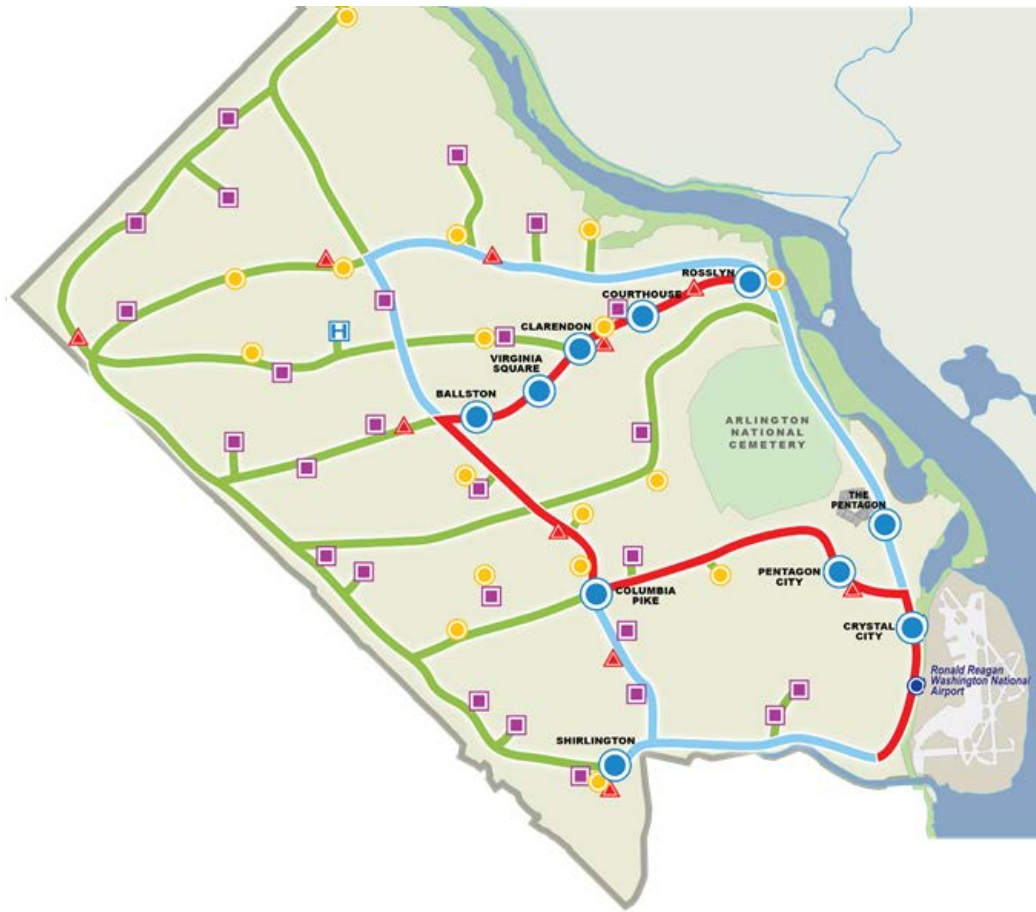 ROSSLYN
COURTHOUSE
CLARENDON
VIRGINIA
SQUARE
H
BALLSTON
ARLINGTON
NATIONAL
CEMETERY
THE
PENTAGON
PENTAGON
CITY
COLUMBIA
PIKE
CRYSTAL
CITY
Ronald Reagan
Washington National
Airport
SHIRLINGTON